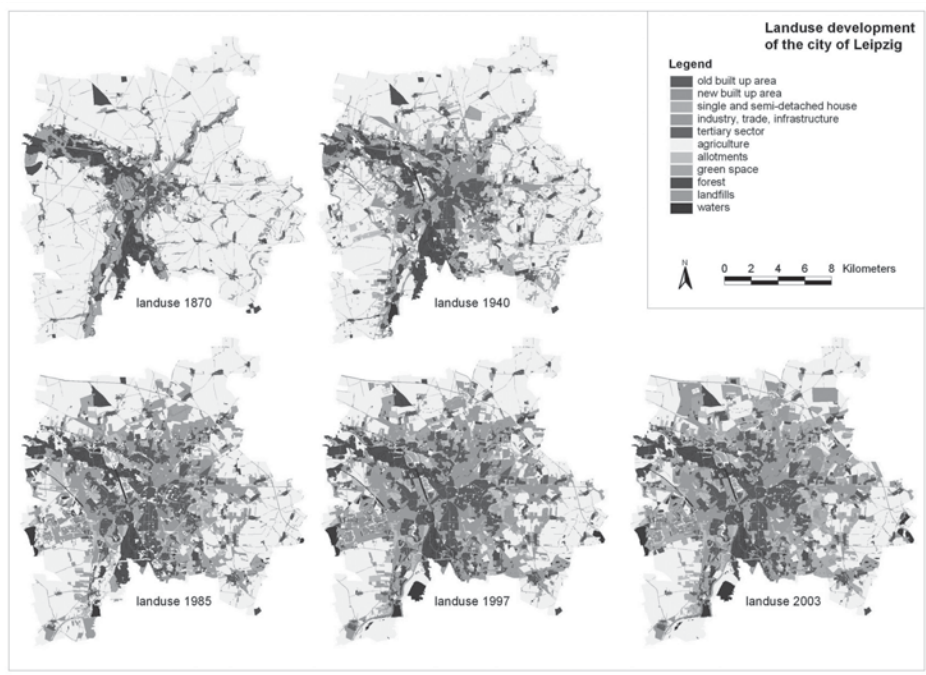 Landuse development
of the city of Leipzig
Legend
old built up area
new built up area
single and semi-detached house
industry, trade, infrastructure
tertiary sector
agriculture
allotments
green space
forest
landfills
waters
N
0 2 4 6 8 Kilometers
landuse 1870
landuse 1940
landuse 1985
landuse 1997
landuse 2003